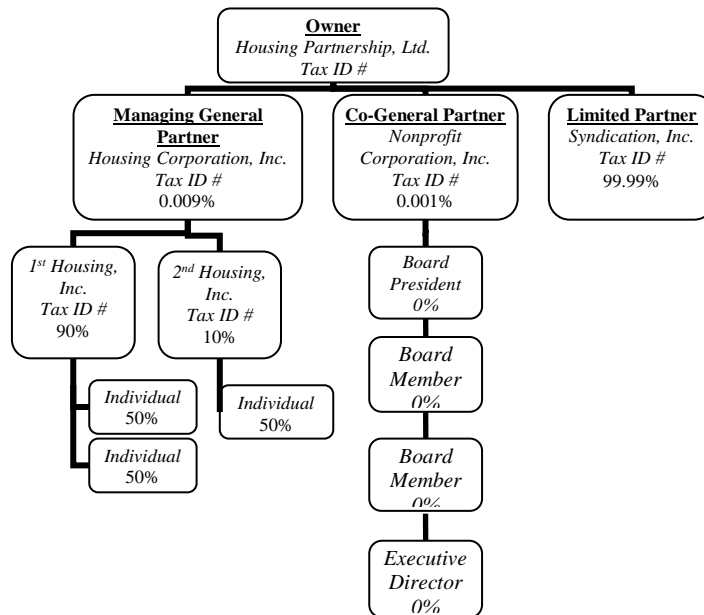 Owner
Housing Partnership, Ltd.
Tax ID #
Managing General
Partner
Housing Corporation, Inc.
Tax ID #
0.009%
Co-General Partner
Nonprofit
Corporation, Inc.
Tax ID #
0.001%
Limited Partner
Syndication, Inc.
Tax ID #
99.99%
1st Housing,
Inc.
Tax ID #
90%
2nd Housing,
Inc.
Tax ID #
10%
Individual
50%
Individual
50%
Individual
50%
Board
President
0%
Board
Member
0%
Board
Member
0%
Executive
Director
0%